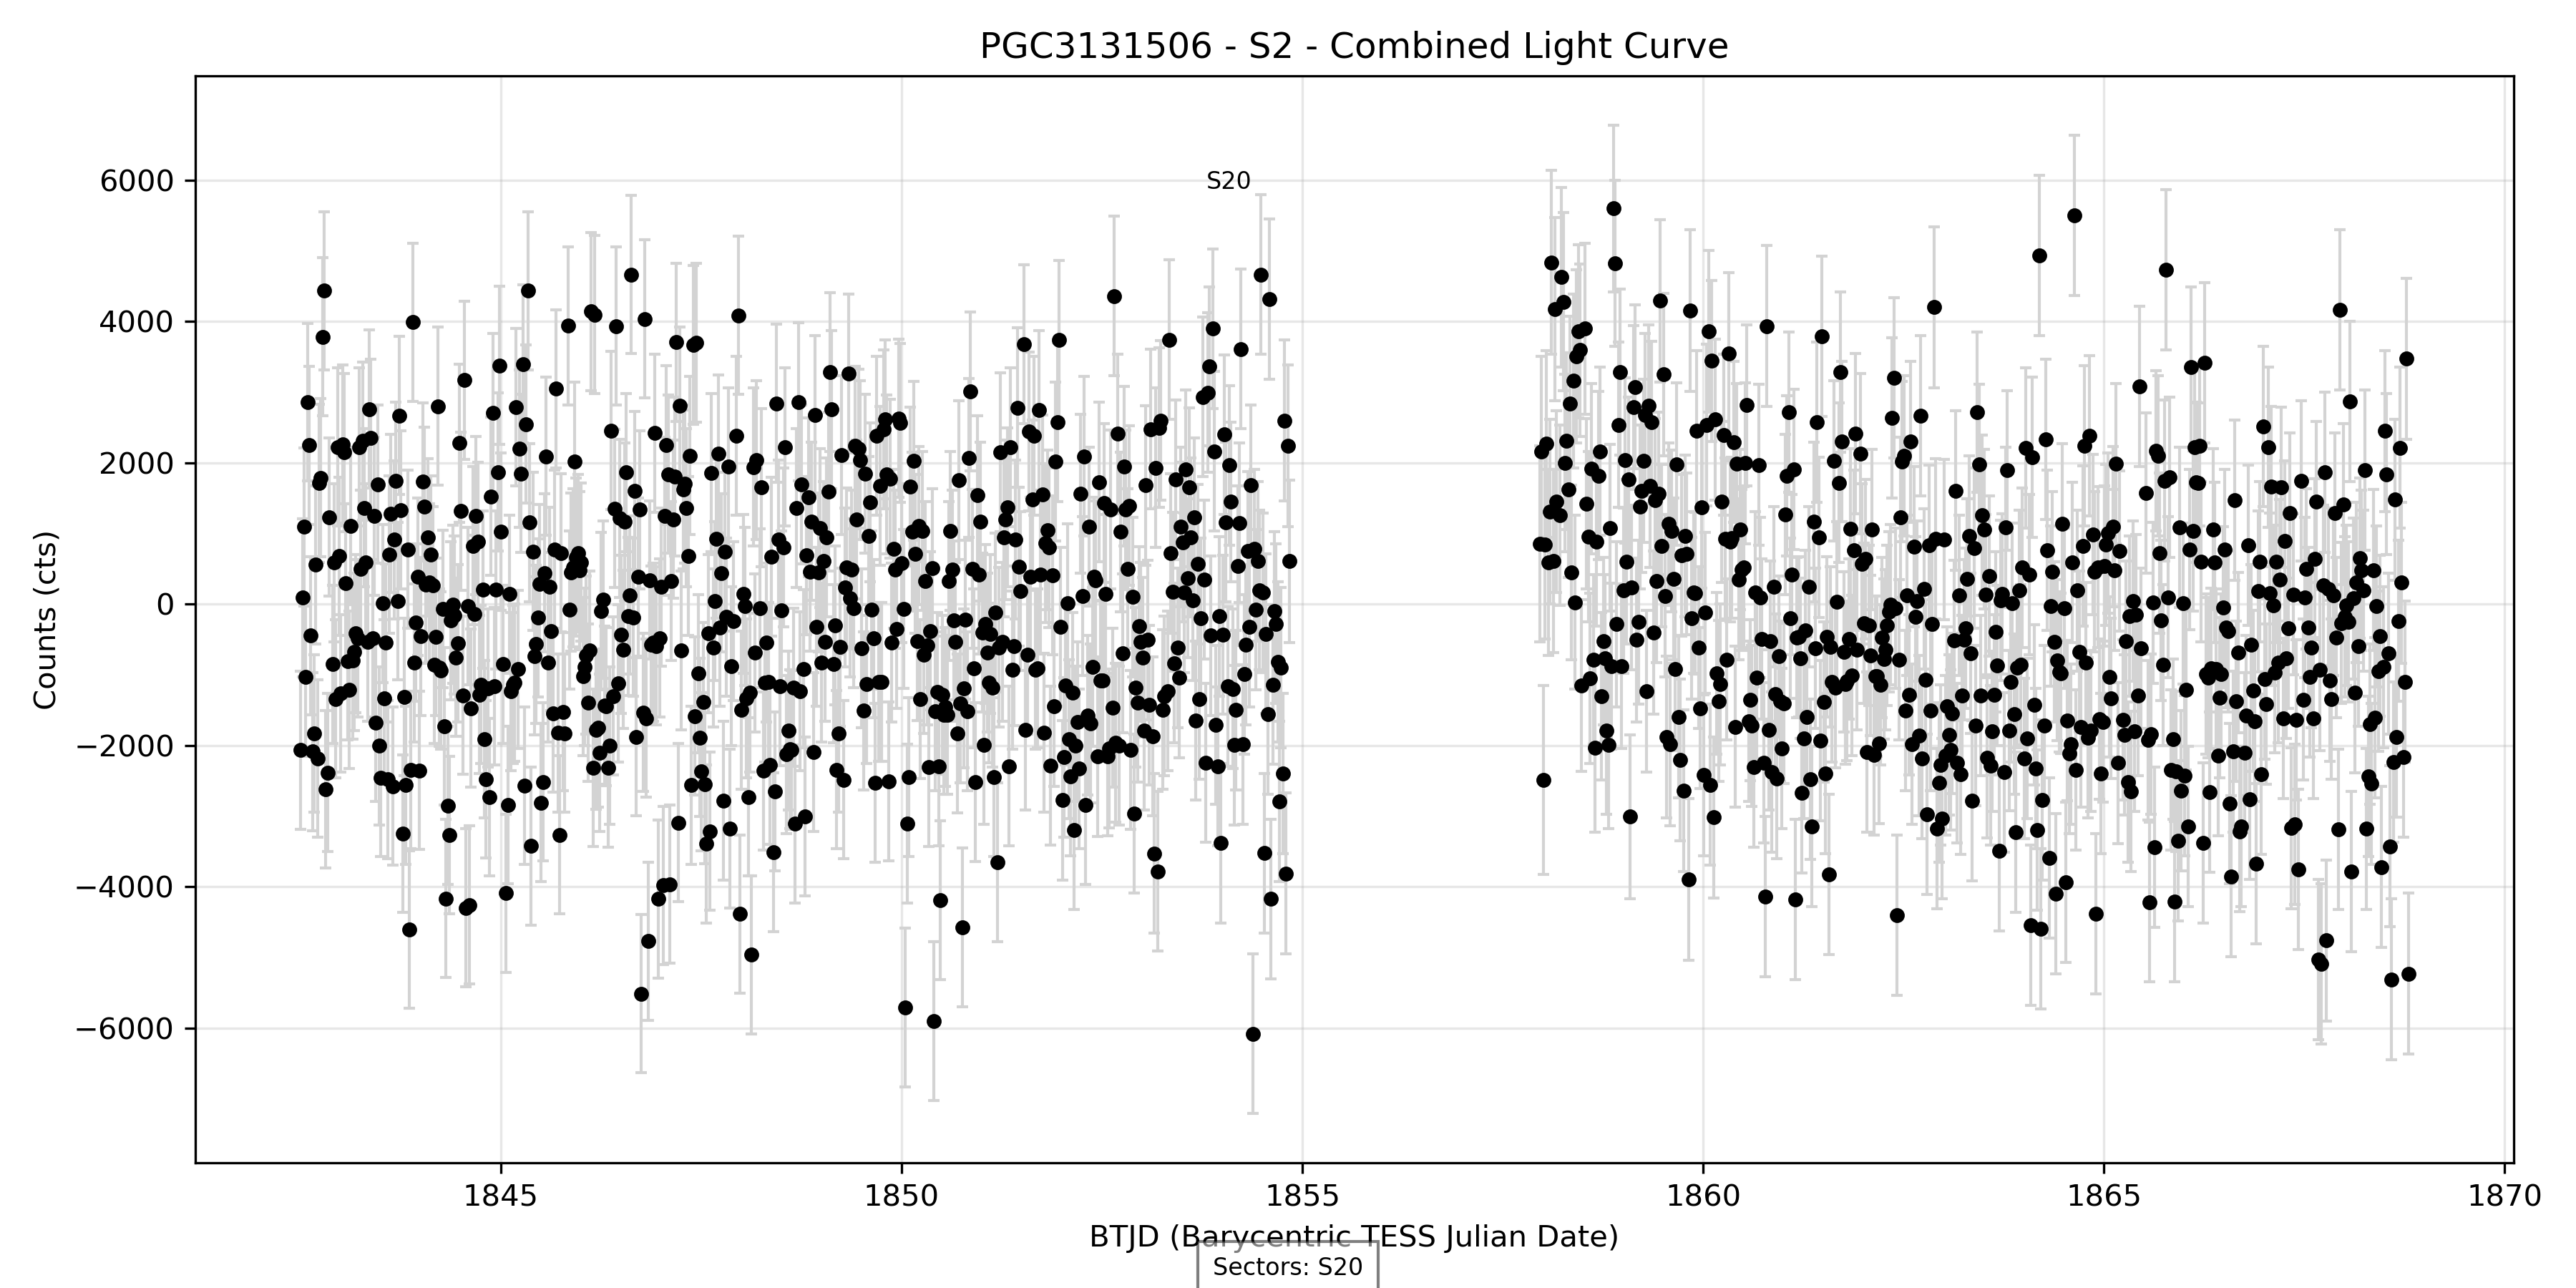 PGC3131506 - S2 - Combined Light Curve
6000
4000
2000
0
−2000
−4000
−6000
Counts (cts)
S20
1845
1850
1855
1860
1865
1870
BTJD (Barycentric TESS Julian Date)
Sectors: S20